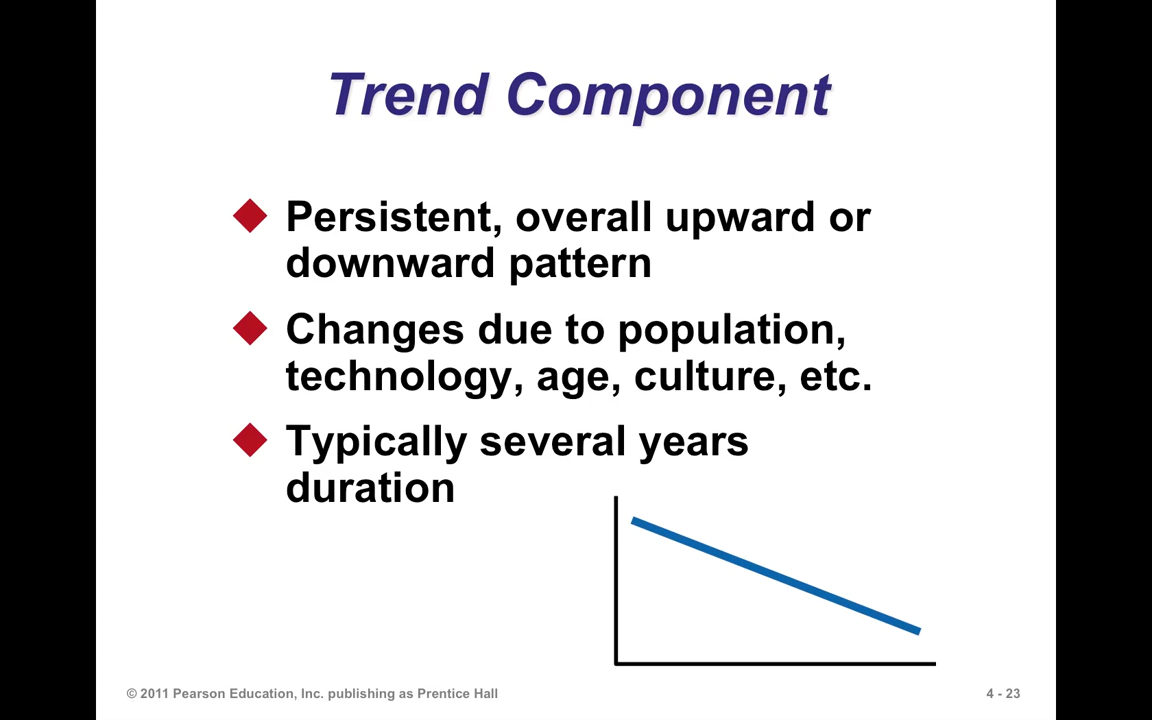 Trend Component
Persistent, overall upward or
downward pattern
Changes due to population,
technology, age, culture, etc.
Typically several years
duration
© 2011 Pearson Education, Inc. publishing as Prentice Hall
4 - 23